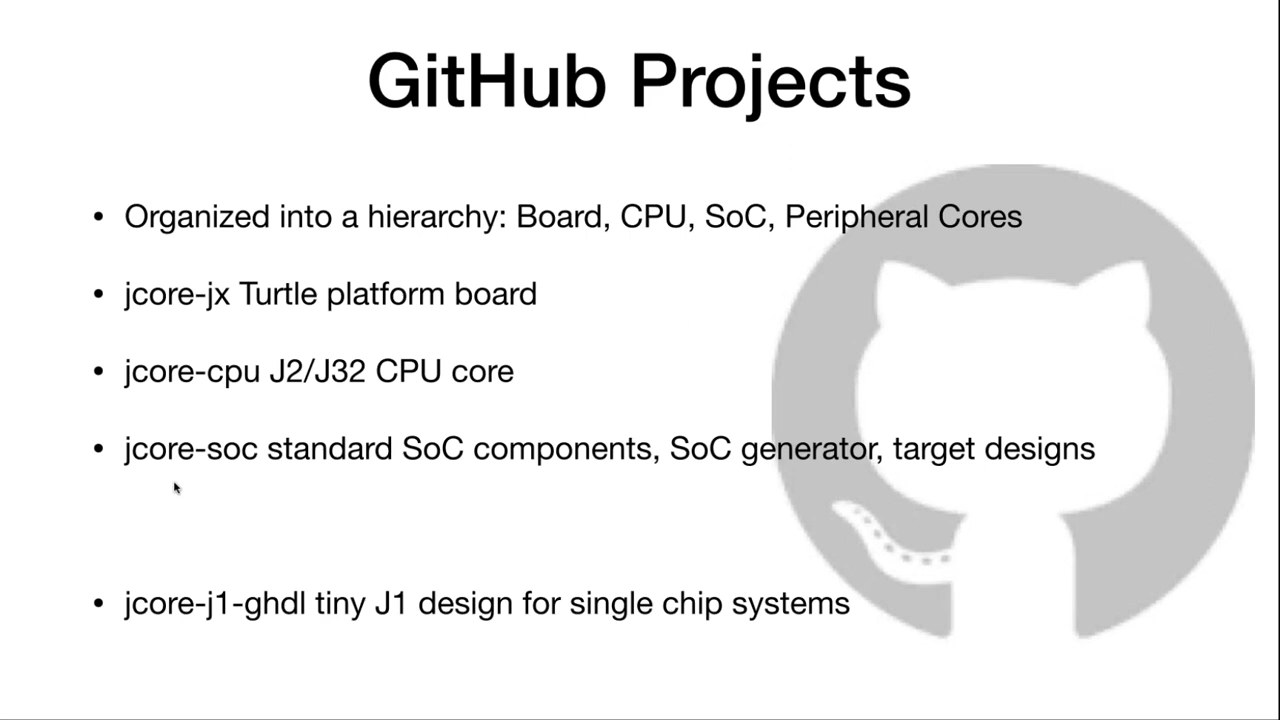 GitHub Projects
• Organized into a hierarchy: Board, CPU, SoC, Peripheral Cores
• jcore-jx Turtle platform board
• jcore-cpu J2/J32 CPU core
• jcore-soc standard SoC components, SoC generator, target designs
• jcore-j1-ghdl tiny J1 design for single chip systems